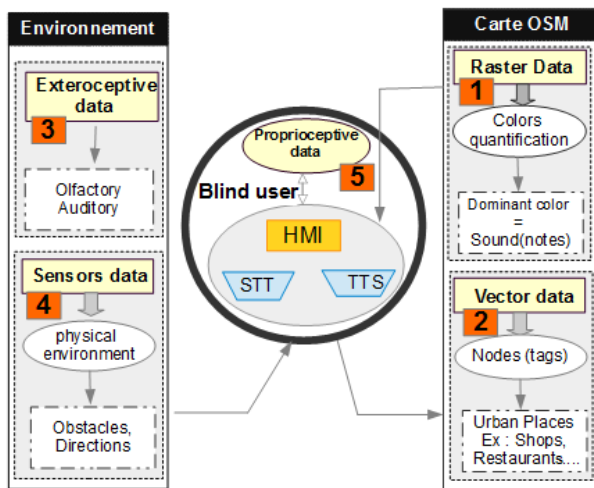 Environnement
Exteroceptive
data
3
Olfactory
Auditory
Sensors data
4
physical
environment
Obstacles,
Directions
Proprioceptive
data
5
Blind user
HMI
STT
TTS
Carte OSM
Raster Data
1
Colors
quantification
Dominant color
=
Sound(notes)
Vector data
2
Nodes (tags)
Urban Places
Ex : Shops,
Restaurants....